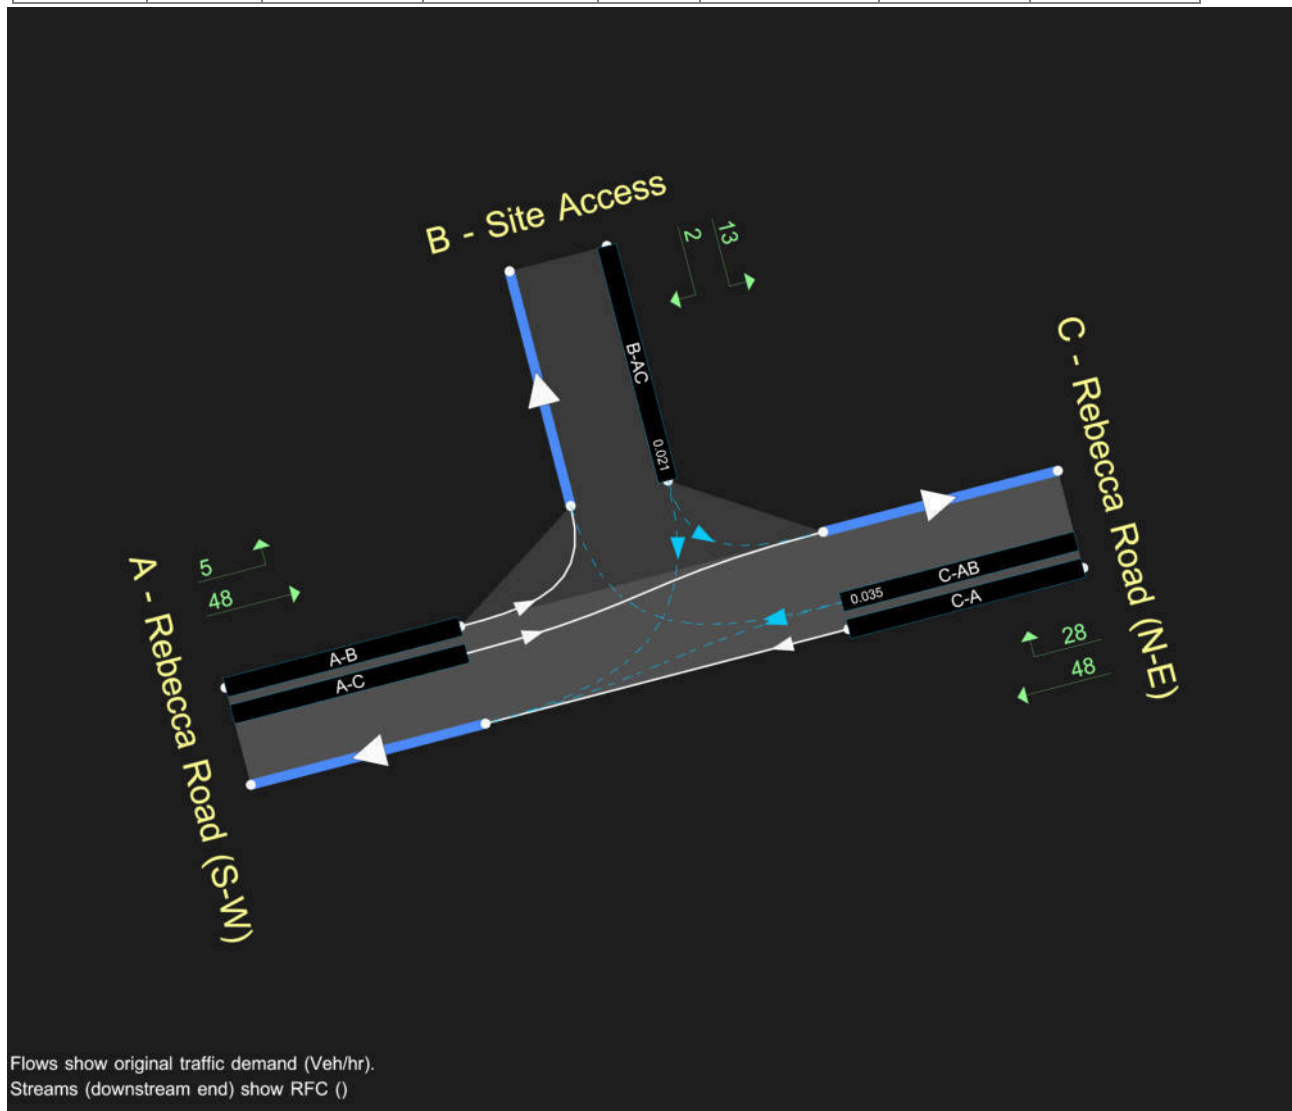 B - Site Access
2
13
C - Rebecca Road (N-E)
B-AC
0.021
A - Rebecca Road (S-W)
5
48
C-AB
0.035
C-A
A-B
A-C
28
48
Flows show original traffic demand (Veh/hr).
Streams (downstream end) show RFC ()